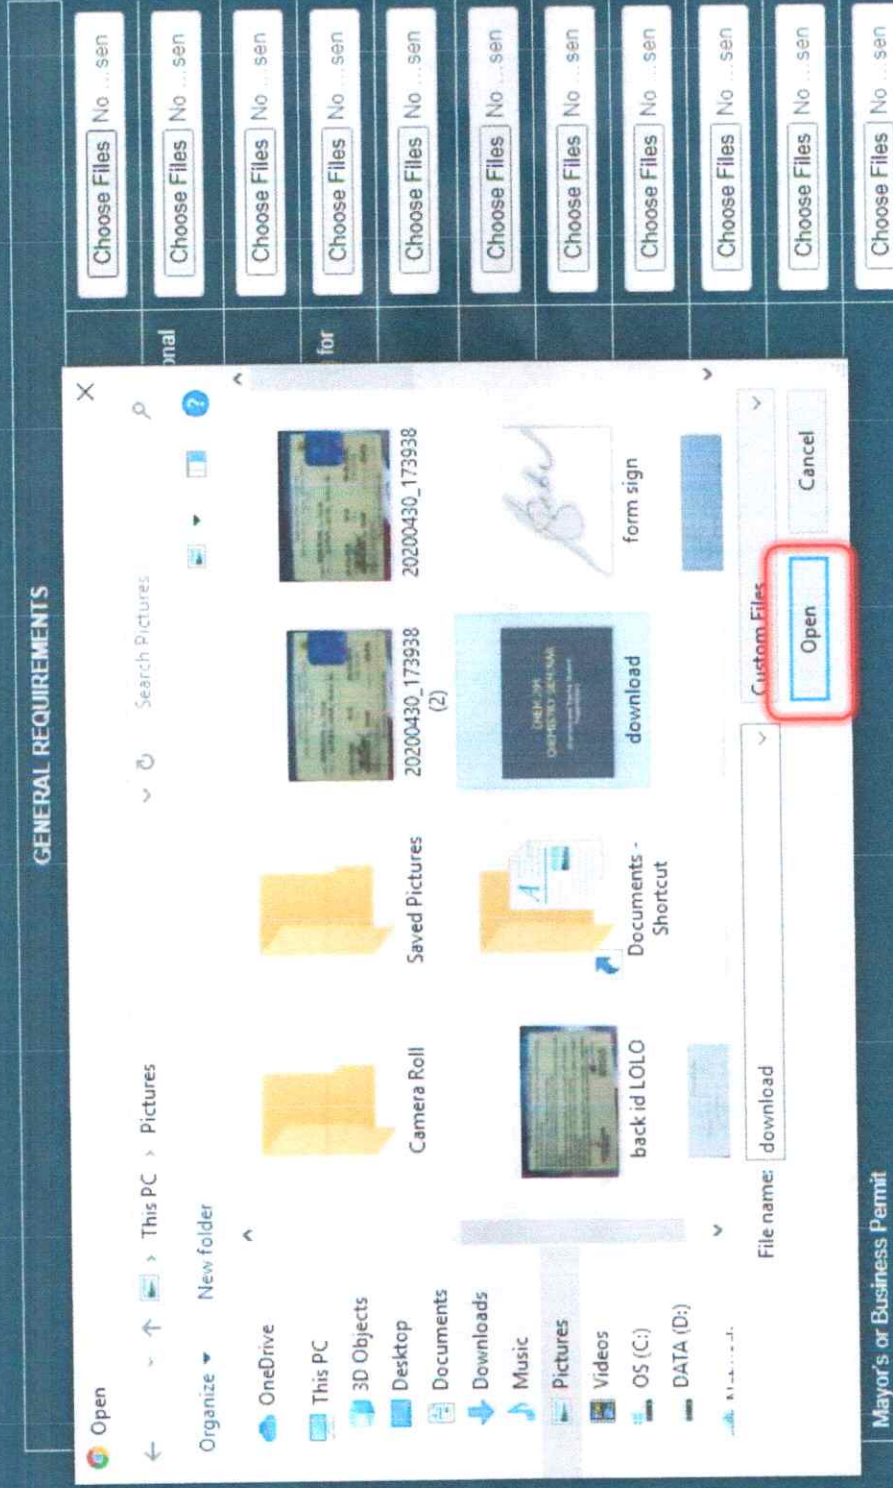 GENERAL REQUIREMENTS
Open
This PC > Pictures
Search Pictures
Organize
New folder
OneDrive
This PC
3D Objects
Desktop
Documents
Downloads
Music
Pictures
Videos
OS (C:)
DATA (D:)
Camera Roll
Saved Pictures
20200430_173938
(2)
20200430_173938
back id LOLO
Documents -
Shortcut
download
form sign
File name: download
Custom Files
Open
Cancel
onal
for
Choose Files No ...sen
Choose Files No ...sen
Choose Files No ...sen
Choose Files No ...sen
Choose Files No ...sen
Choose Files No ...sen
Choose Files No ...sen
Choose Files No ...sen
Choose Files No ...sen
Choose Files No ...sen
Choose Files No ...sen
Mayor's or Business Permit